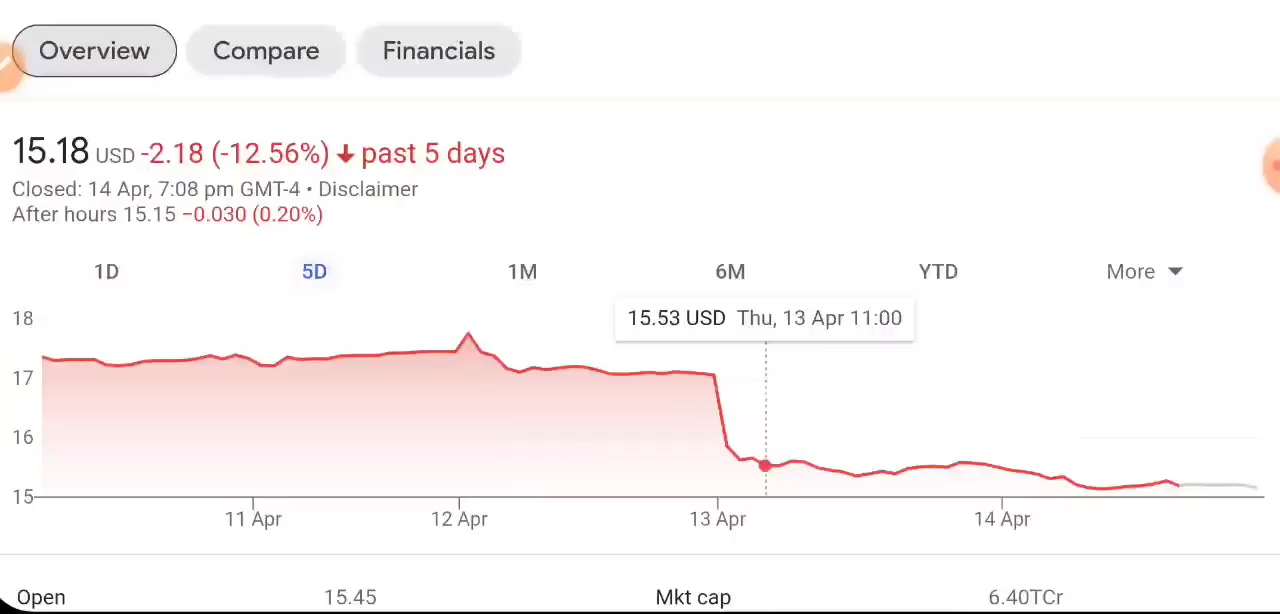 Overview Compare Financials
15.18 USD -2.18 (-12.56%) ↓ past 5 days
Closed: 14 Apr, 7:08 pm GMT-4 • Disclaimer
After hours 15.15 −0.030 (0.20%)
1D 5D 1M 6M YTD More
15.53 USD Thu, 13 Apr 11:00
18
17
16
15
11 Apr 12 Apr 13 Apr 14 Apr
Open 15.45 Mkt cap 6.40TCr